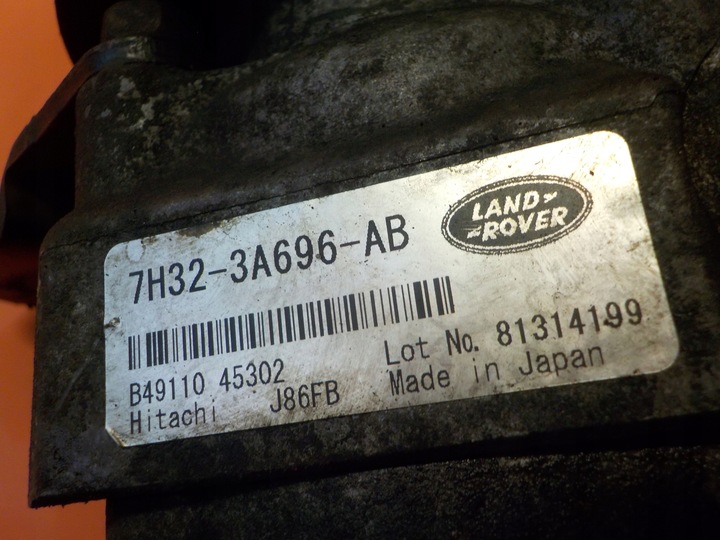 LAND
ROVER
7H32-3A696-AB
B49110 45302
Lot No. 81314199
Hitachi J86FB
Made in Japan